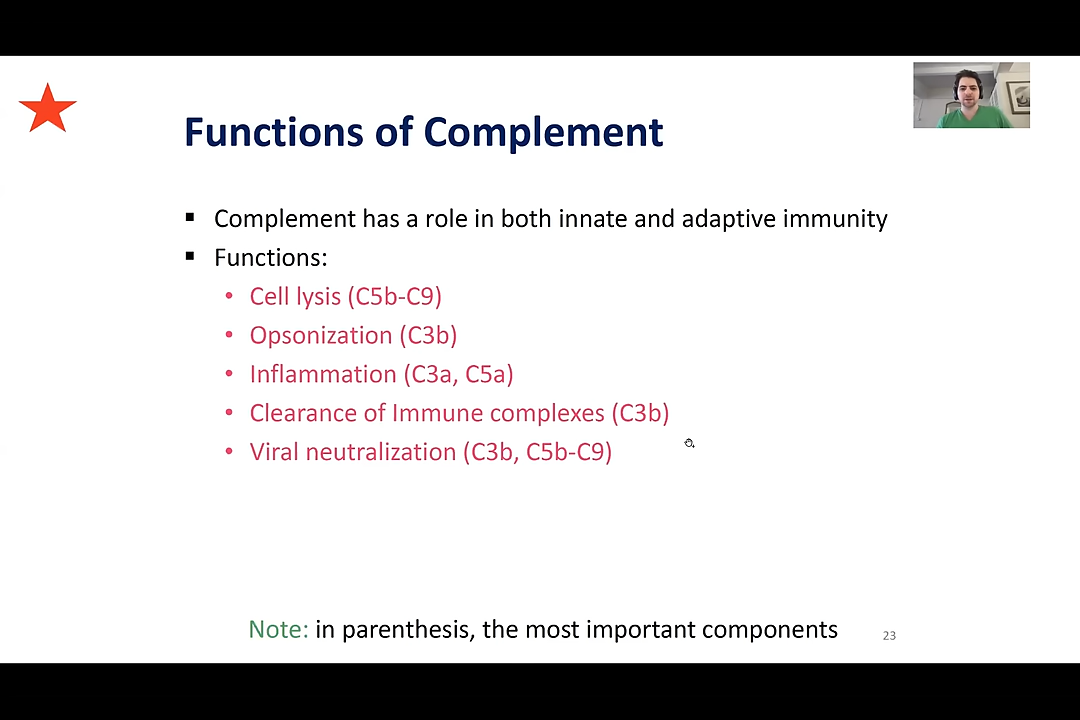 Functions of Complement
▪ Complement has a role in both innate and adaptive immunity
▪ Functions:
• Cell lysis (C5b-C9)
• Opsonization (C3b)
• Inflammation (C3a, C5a)
• Clearance of Immune complexes (C3b)
• Viral neutralization (C3b, C5b-C9)
Note: in parenthesis, the most important components
23